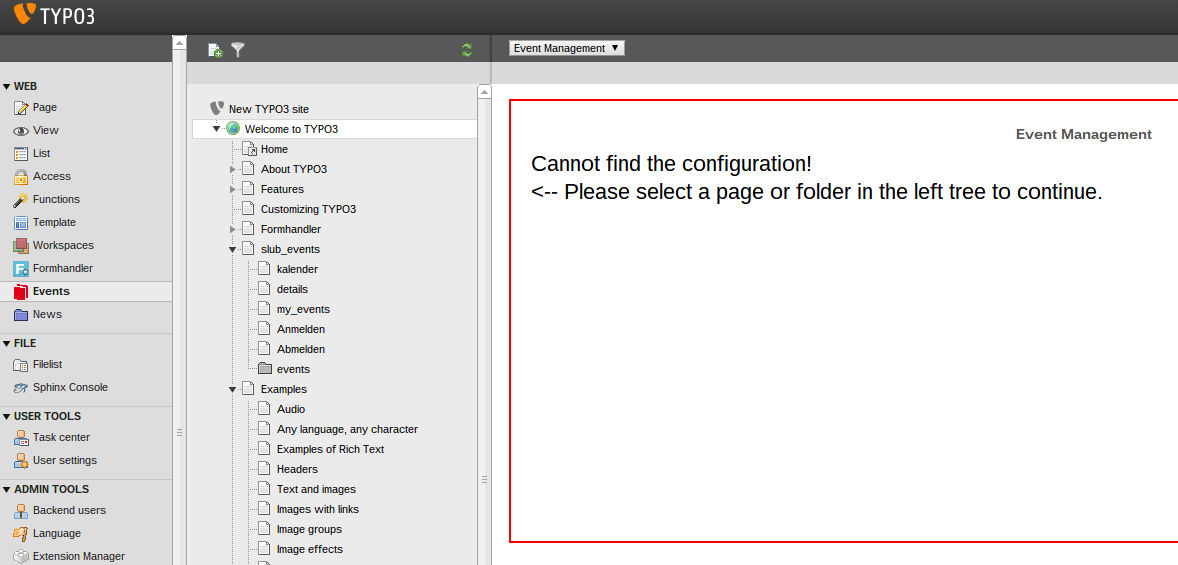 TYPO3
WEB
Page
View
List
Access
Functions
Template
Workspaces
Formhandler
Events
News
FILE
Filelist
Sphinx Console
USER TOOLS
Task center
User settings
ADMIN TOOLS
Backend users
Language
Extension Manager
New TYPO3 site
Welcome to TYPO3
Home
About TYPO3
Features
Customizing TYPO3
Formhandler
slub_events
kalender
details
my_events
Anmelden
Abmelden
events
Examples
Audio
Any language, any character
Examples of Rich Text
Headers
Text and images
Images with links
Image groups
Image effects
Event Management
Event Management
Cannot find the configuration!
<-- Please select a page or folder in the left tree to continue.